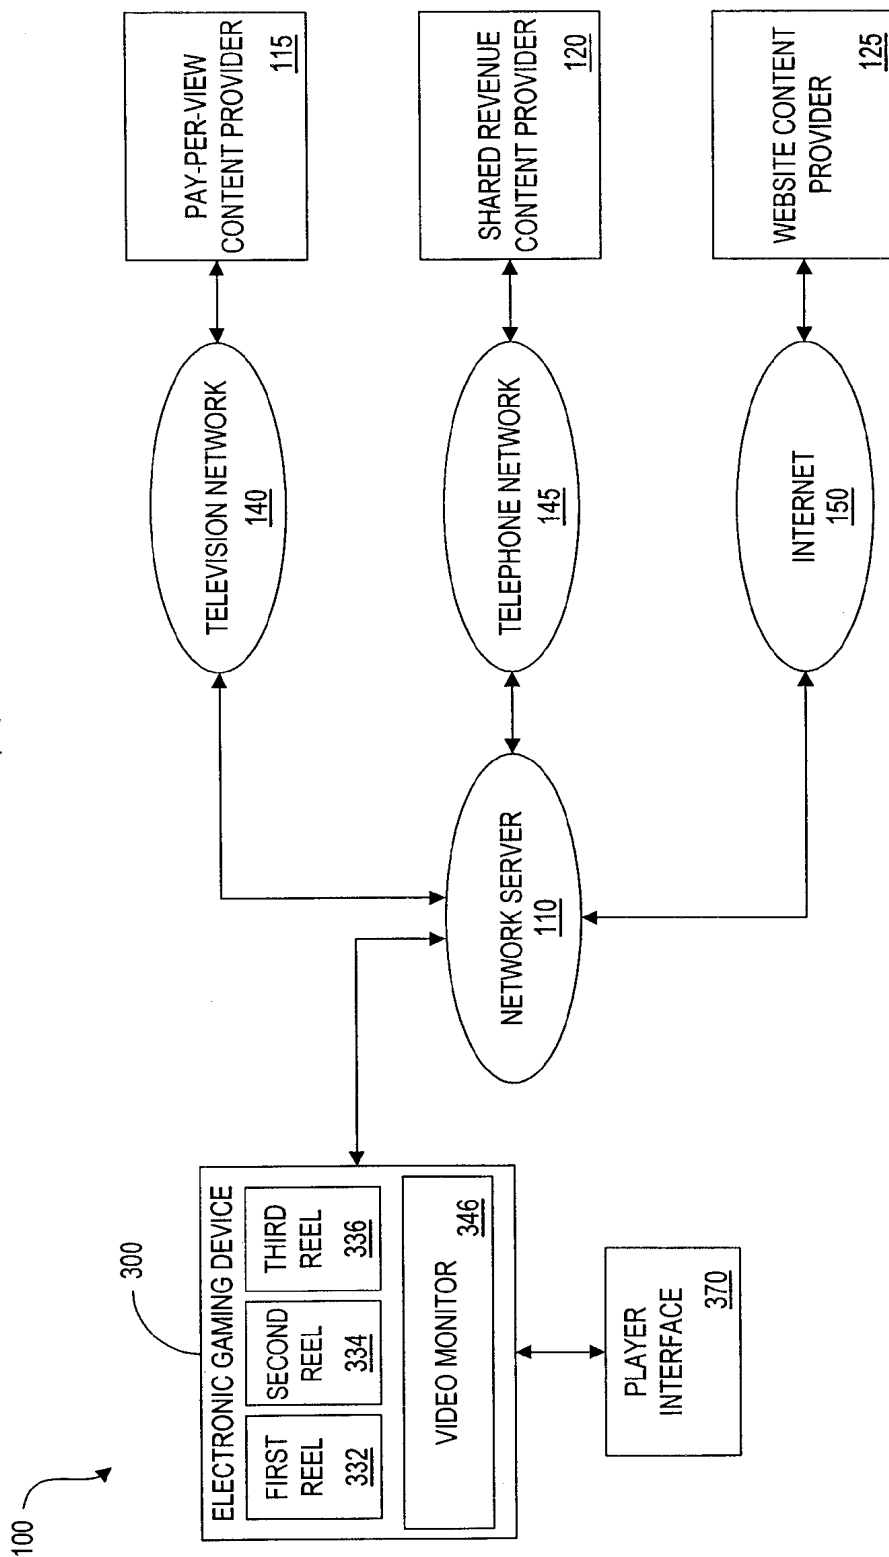 100
300
ELECTRONIC GAMING DEVICE
FIRST
REEL
332
SECOND
REEL
334
THIRD
REEL
336
VIDEO MONITOR
346
PLAYER
INTERFACE
370
NETWORK SERVER
110
TELEVISION NETWORK
140
TELEPHONE NETWORK
145
INTERNET
150
PAY-PER-VIEW
CONTENT PROVIDER
115
SHARED REVENUE
CONTENT PROVIDER
120
WEBSITE CONTENT
PROVIDER
125